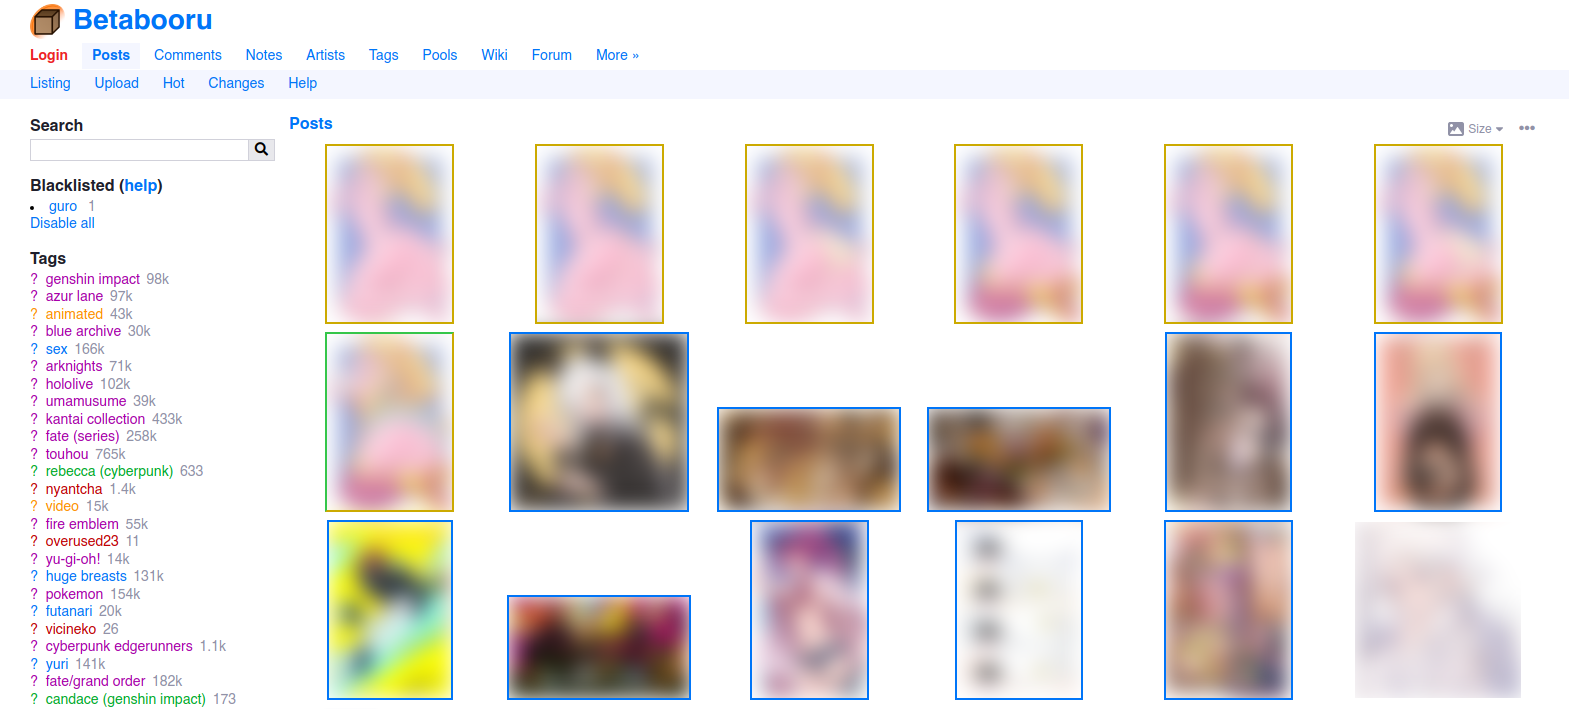 Betabooru
Login Posts Comments Notes Artists Tags Pools Wiki Forum More »
Listing Upload Hot Changes Help
Search
Blacklisted (help)
guro 1
Disable all
Tags
? genshin impact 98k
? azur lane 97k
? animated 43k
? blue archive 30k
? sex 166k
? arknights 71k
? hololive 102k
? umamusume 39k
? kantai collection 433k
? fate (series) 258k
? touhou 765k
? rebecca (cyberpunk) 633
? nyantcha 1.4k
? video 15k
? fire emblem 55k
? overused23 11
? yu-gi-oh! 14k
? huge breasts 131k
? pokemon 154k
? futanari 20k
? vicineko 26
? cyberpunk edgerunners 1.1k
? yuri 141k
? fate/grand order 182k
? candace (genshin impact) 173
Posts
Size